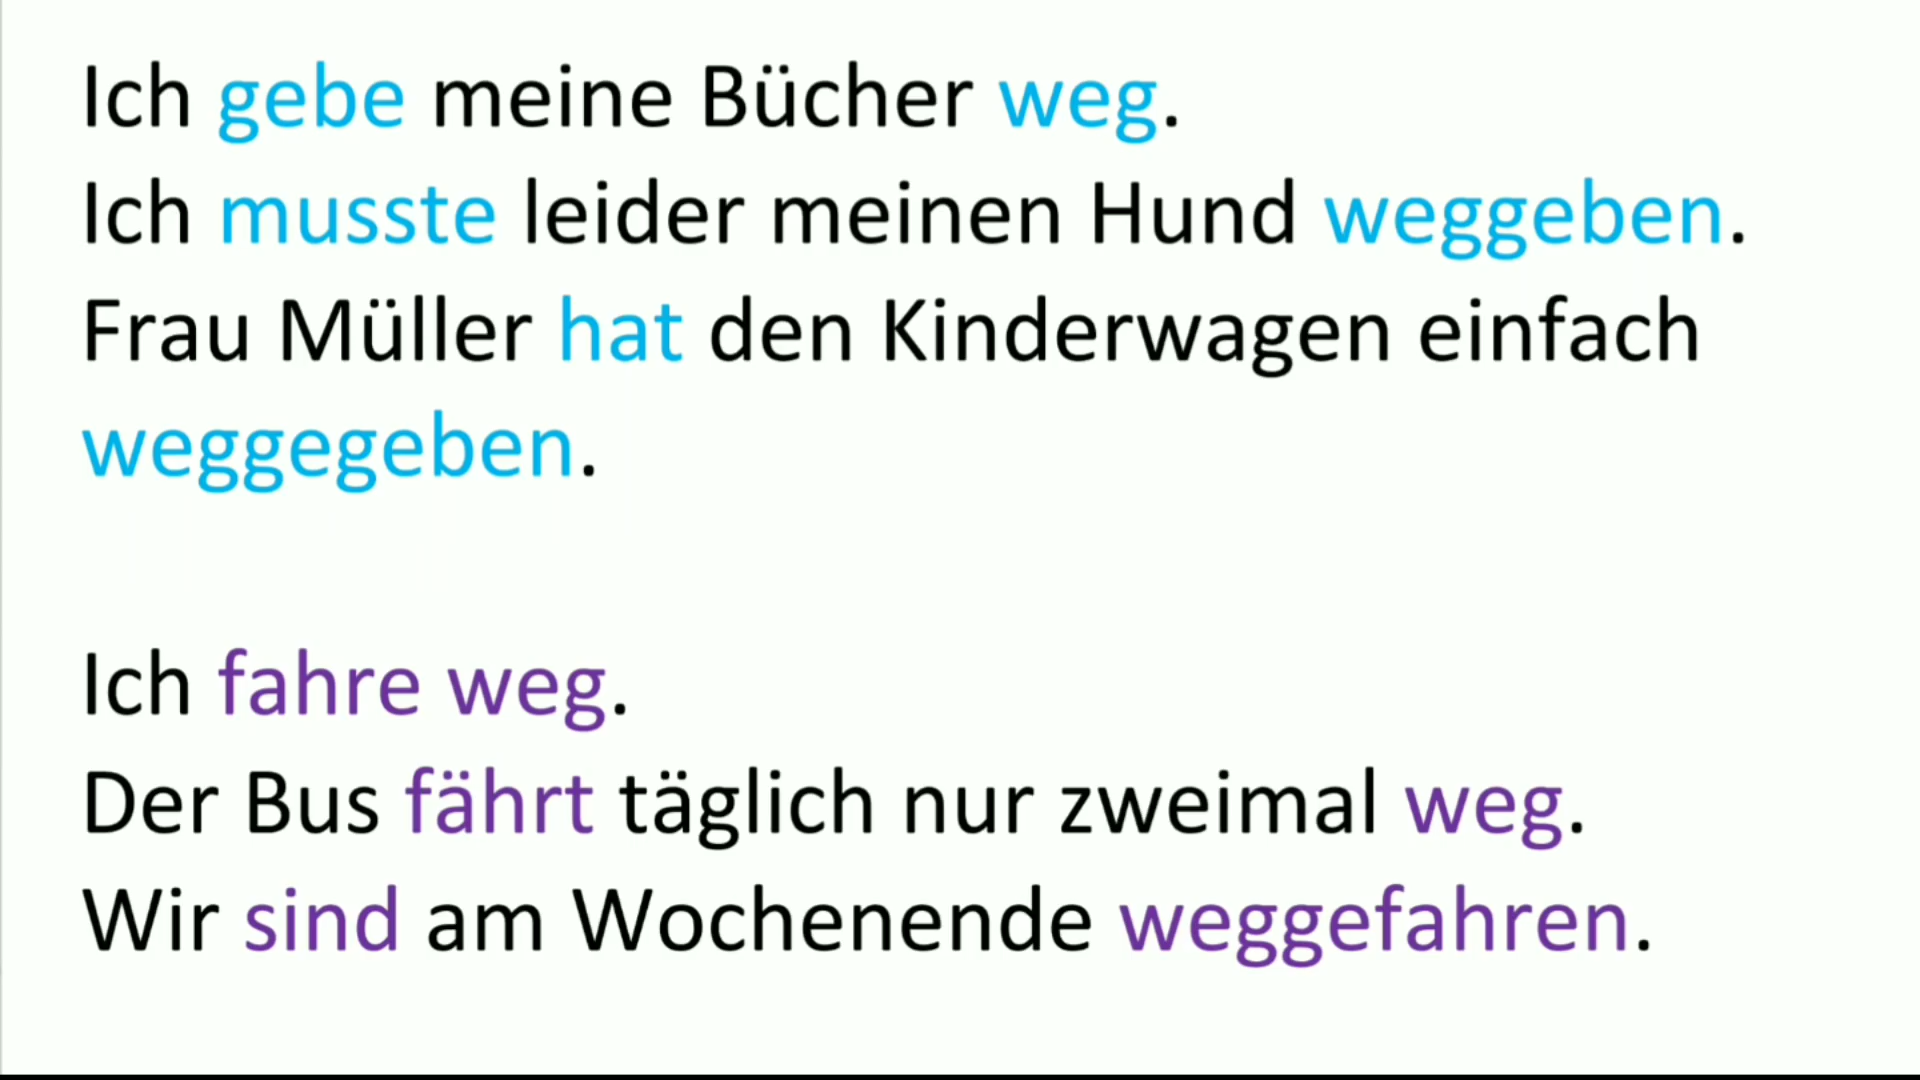 Ich gebe meine Bücher weg.
Ich musste leider meinen Hund weggeben.
Frau Müller hat den Kinderwagen einfach
weggegeben.
Ich fahre weg.
Der Bus fährt täglich nur zweimal weg.
Wir sind am Wochenende weggefahren.